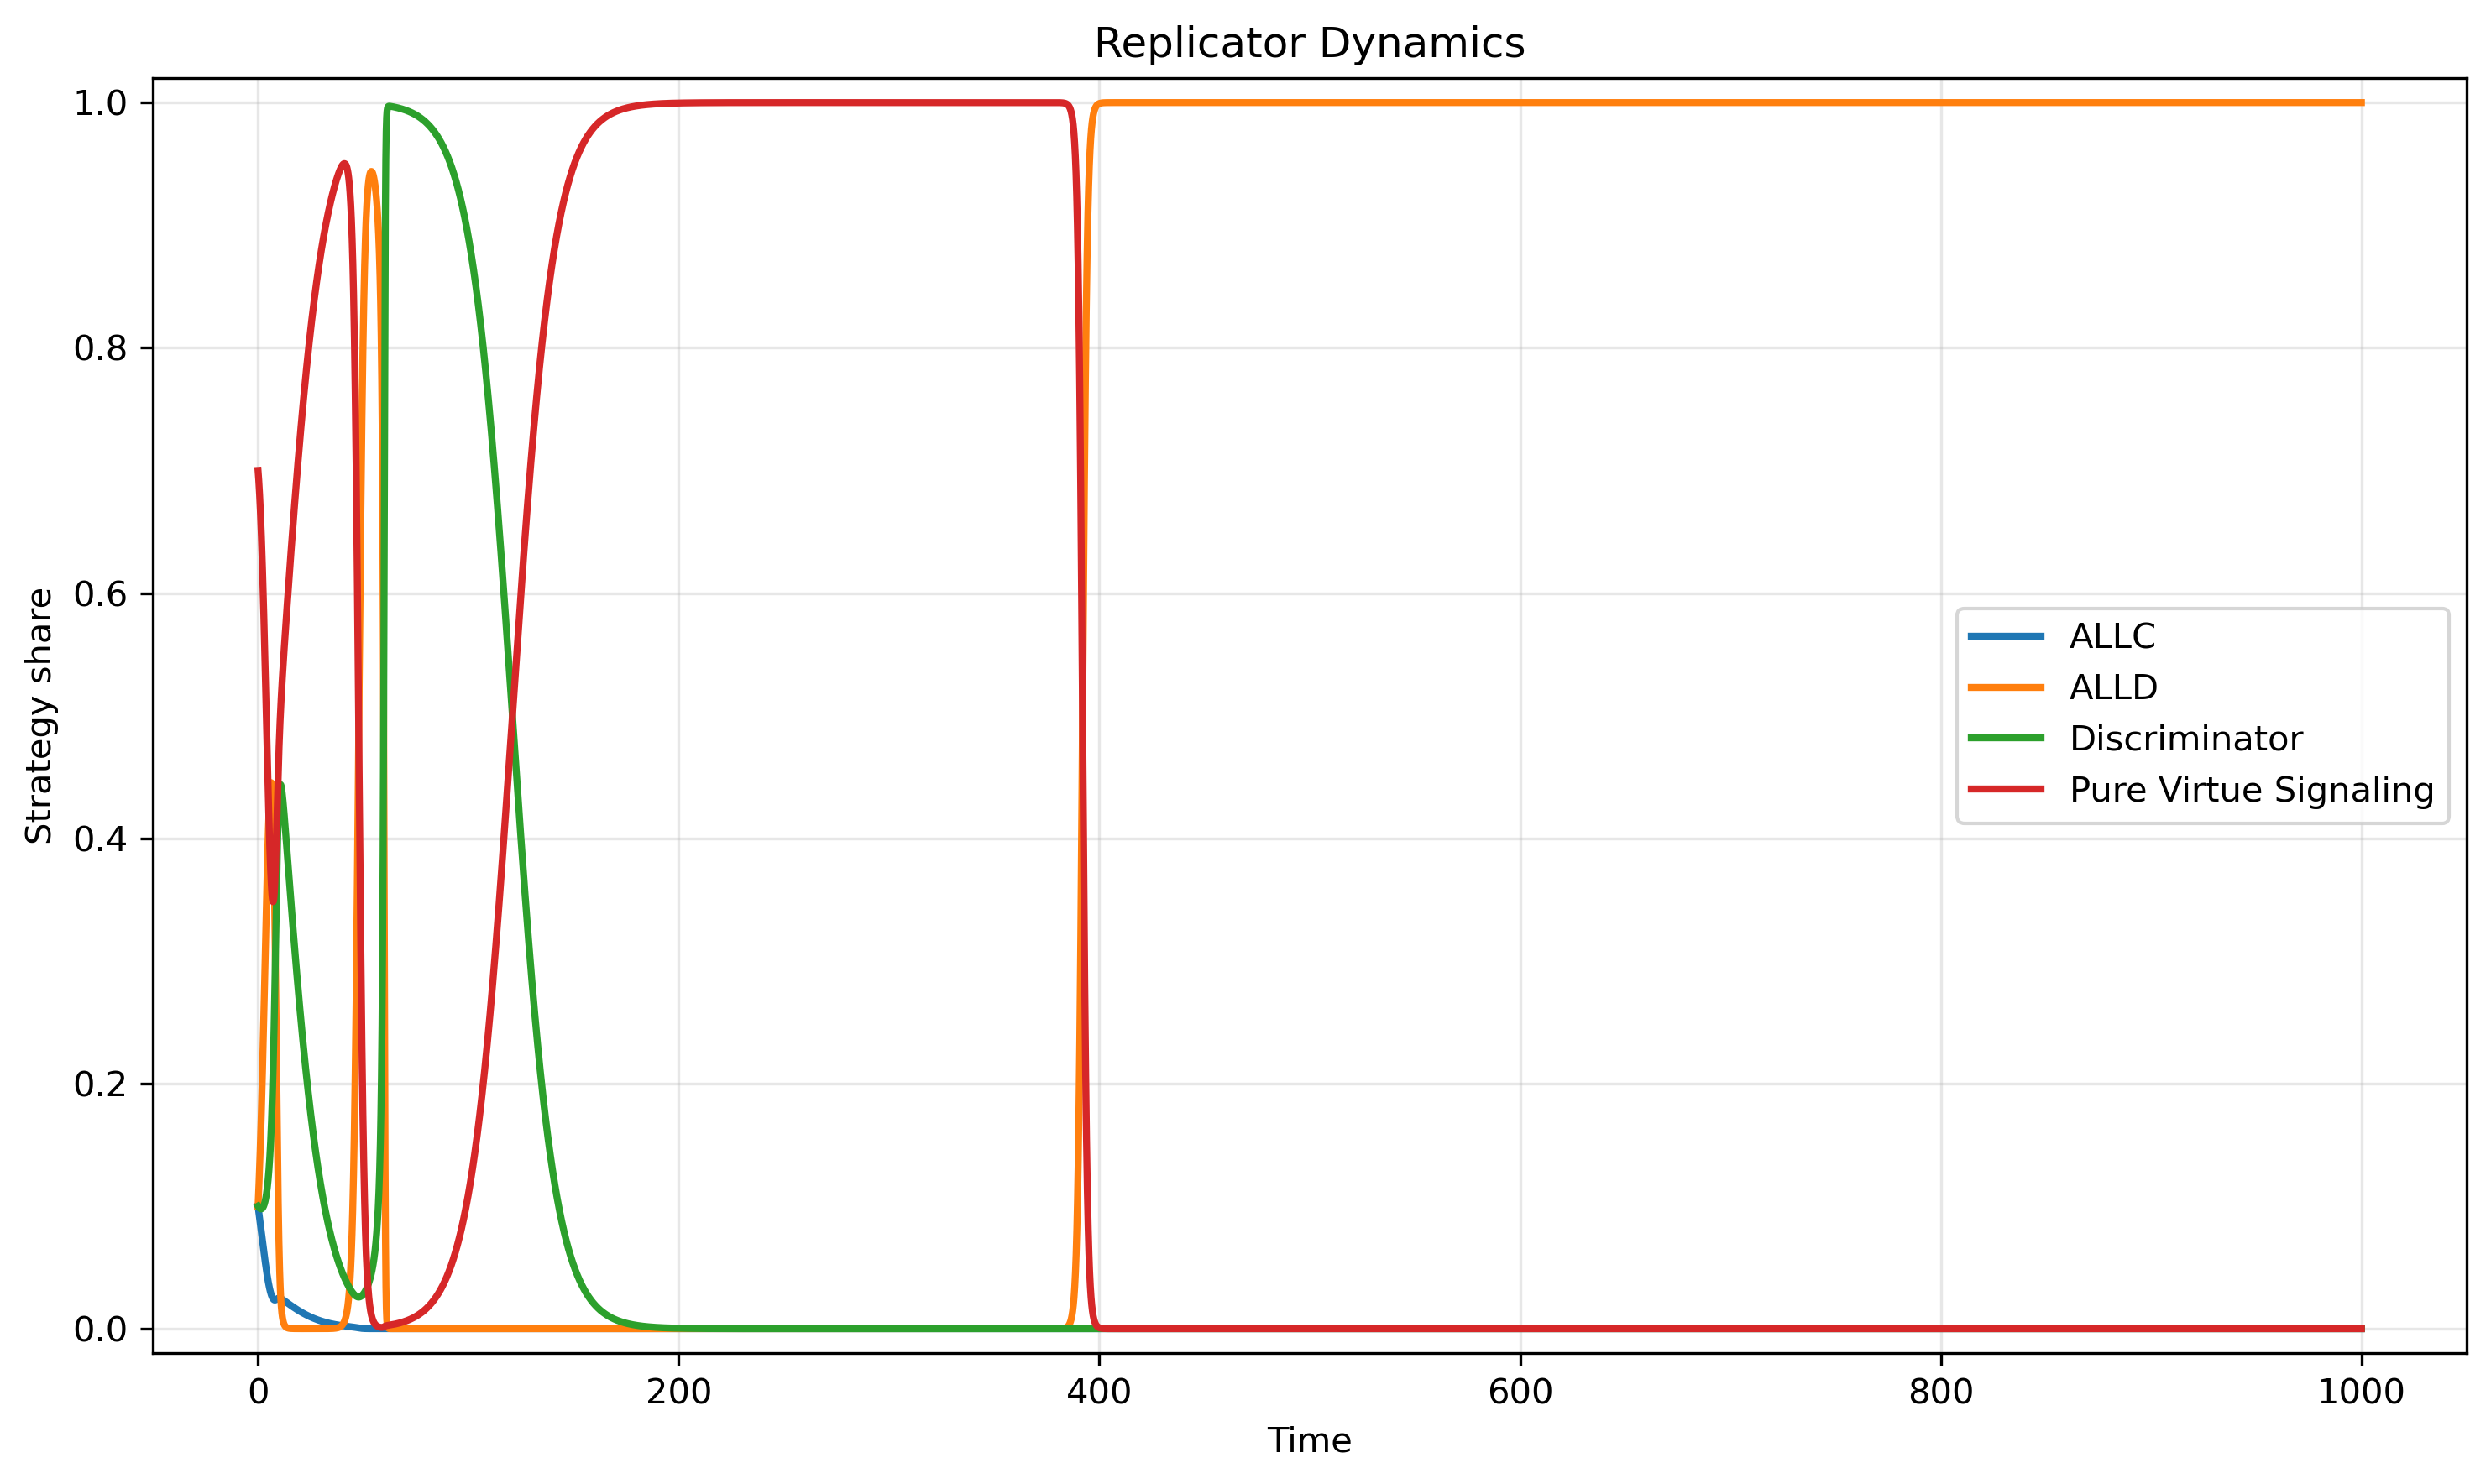 Replicator Dynamics
1.0
0.8
0.6
0.4
0.2
0.0
Strategy share
ALLC
ALLD
Discriminator
Pure Virtue Signaling
0
200
400
600
800
1000
Time